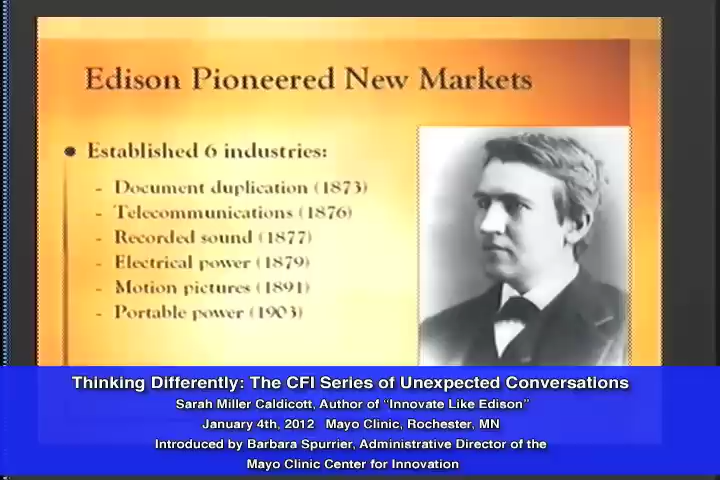 Edison Pioneered New Markets
Established 6 industries:
- Document duplication (1873)
- Telecommunications (1876)
- Recorded sound (1877)
- Electrical power (1879)
- Motion pictures (1891)
- Portable power (1903)
Thinking Differently: The CFI Series of Unexpected Conversations
Sarah Miller Caldicott, Author of “Innovate Like Edison”
January 4th, 2012 Mayo Clinic, Rochester, MN
Introduced by Barbara Spurrier, Administrative Director of the
Mayo Clinic Center for Innovation